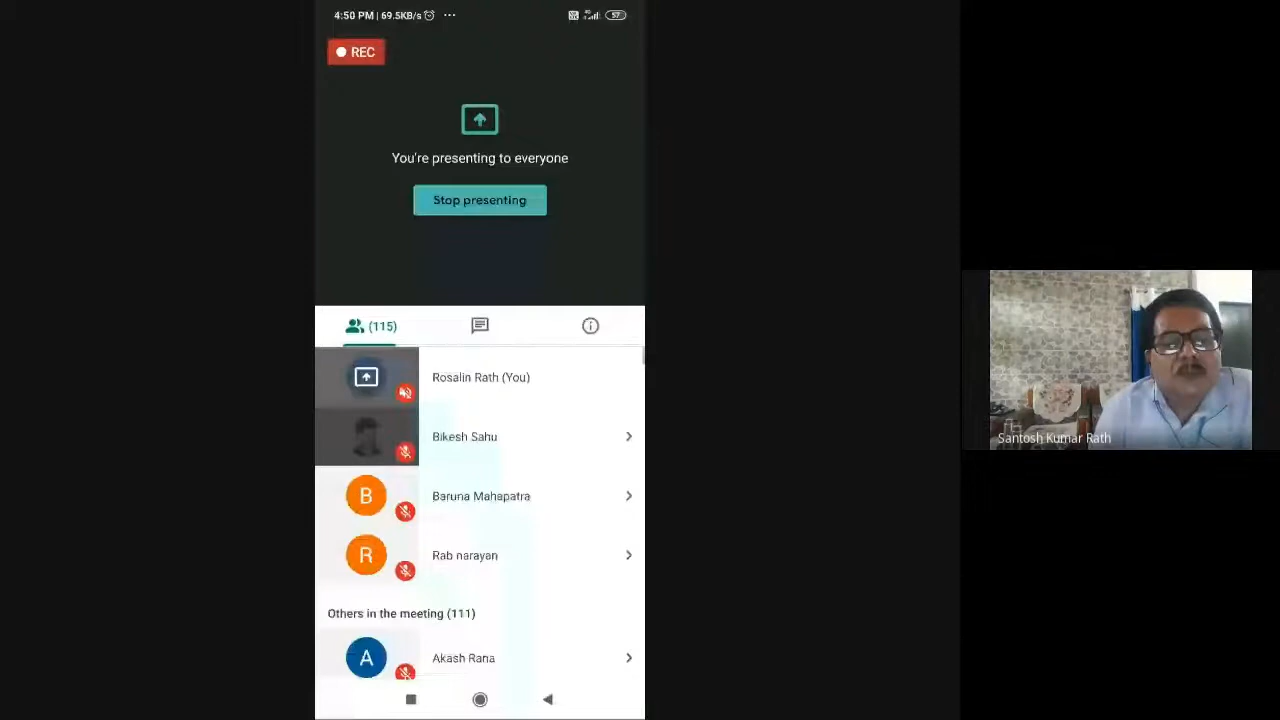 4:50 PM | 69.5KB/s
57
REC
You're presenting to everyone
Stop presenting
(115)
Rosalin Rath (You)
Bikesh Sahu
B
Baruna Mahapatra
R
Rab narayan
Others in the meeting (111)
A
Akash Rana
Santosh Kumar Rath